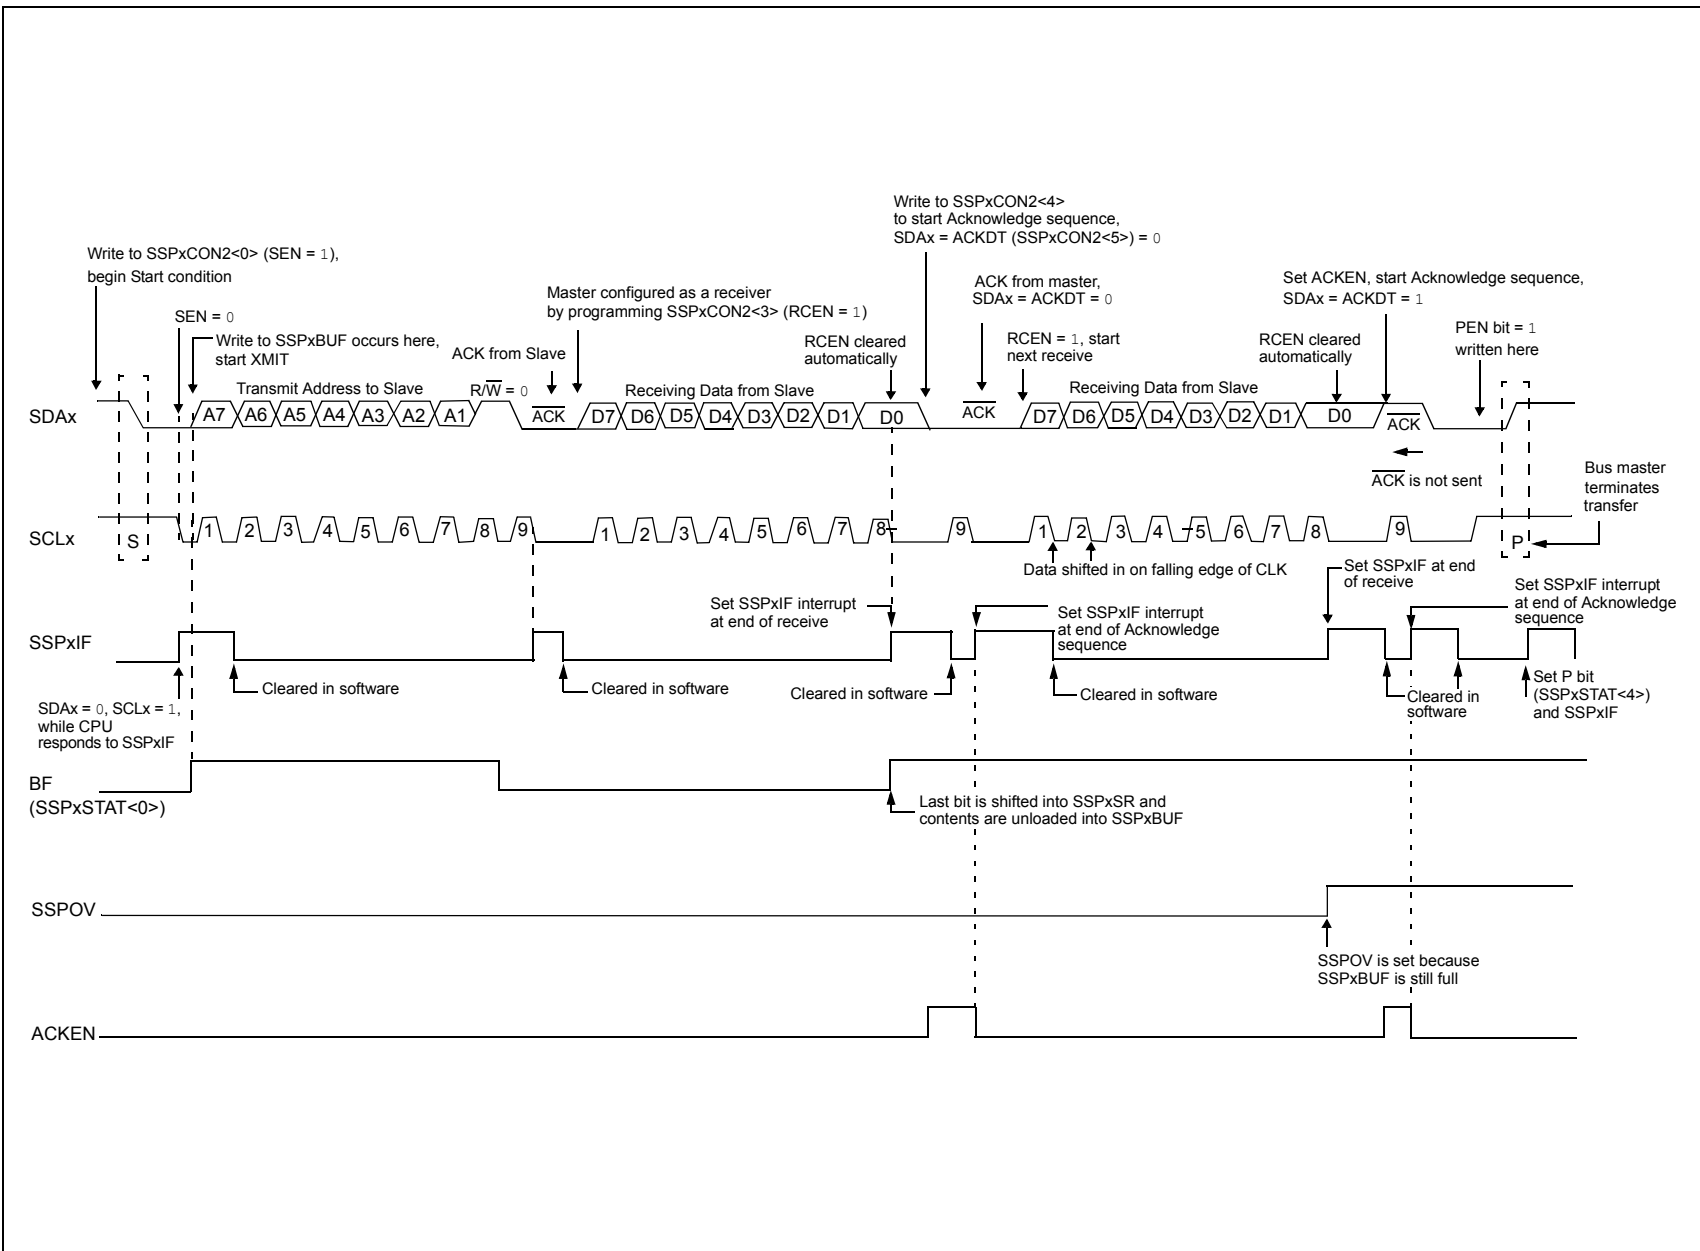 Write to SSPxCON2<4>
to start Acknowledge sequence,
SDAx = ACKDT (SSPxCON2<5>) = 0
Write to SSPxCON2<0> (SEN = 1),
begin Start condition
ACK from master,
SDAx = ACKDT = 0
Set ACKEN, start Acknowledge sequence,
SDAx = ACKDT = 1
Master configured as a receiver
by programming SSPxCON2<3> (RCEN = 1)
SEN = 0
Write to SSPxBUF occurs here,
start XMIT
ACK from Slave
RCEN cleared
automatically
RCEN = 1, start
next receive
RCEN cleared
automatically
PEN bit = 1
written here
Transmit Address to Slave
R/W = 0
Receiving Data from Slave
Receiving Data from Slave
SDAx
A7 A6 A5 A4 A3 A2 A1 ACK D7 D6 D5 D4 D3 D2 D1 D0 ACK D7 D6 D5 D4 D3 D2 D1 D0 ACK
ACK is not sent
Bus master
terminates
transfer
SCLx
S 1 2 3 4 5 6 7 8 9 1 2 3 4 5 6 7 8 9 1 2 3 4 5 6 7 8 9 P
Data shifted in on falling edge of CLK
Set SSPxIF at end
of receive
Set SSPxIF interrupt
at end of receive
Set SSPxIF interrupt
at end of Acknowledge
sequence
Set SSPxIF interrupt
at end of Acknowledge
sequence
SSPxIF
Cleared in software
Cleared in software
Cleared in software
Cleared in software
Cleared in
software
Set P bit
(SSPxSTAT<4>)
and SSPxIF
SDAx = 0, SCLx = 1,
while CPU
responds to SSPxIF
BF
(SSPxSTAT<0>)
Last bit is shifted into SSPxSR and
contents are unloaded into SSPxBUF
SSPOV
SSPOV is set because
SSPxBUF is still full
ACKEN